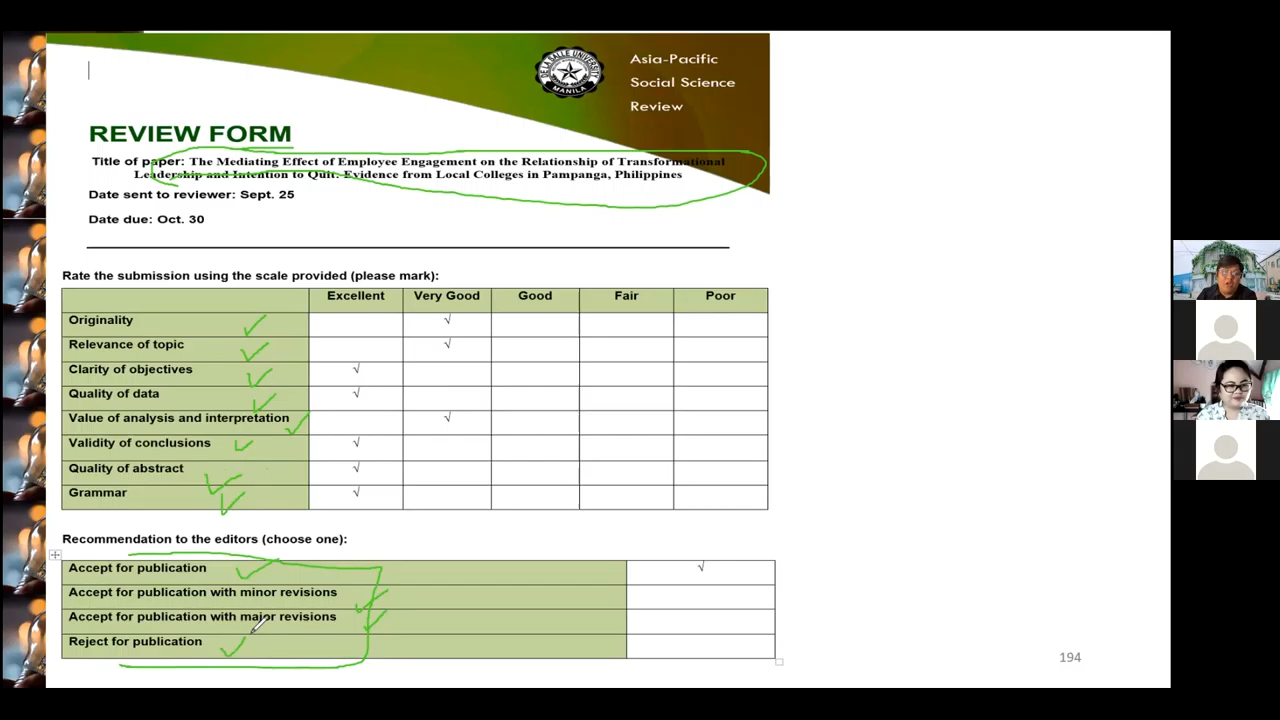 Asia-Pacific
Social Science
Review
DE LA SALLE UNIVERSITY
MANILA
REVIEW FORM
Title of paper: The Mediating Effect of Employee Engagement on the Relationship of Transformational
Leadership and Intention to Quit: Evidence from Local Colleges in Pampanga, Philippines
Date sent to reviewer: Sept. 25
Date due: Oct. 30
Rate the submission using the scale provided (please mark):
Excellent Very Good Good Fair Poor
Originality √
Relevance of topic √
Clarity of objectives √
Quality of data √
Value of analysis and interpretation √
Validity of conclusions √
Quality of abstract √
Grammar √
Recommendation to the editors (choose one):
Accept for publication √
Accept for publication with minor revisions
Accept for publication with major revisions
Reject for publication
194